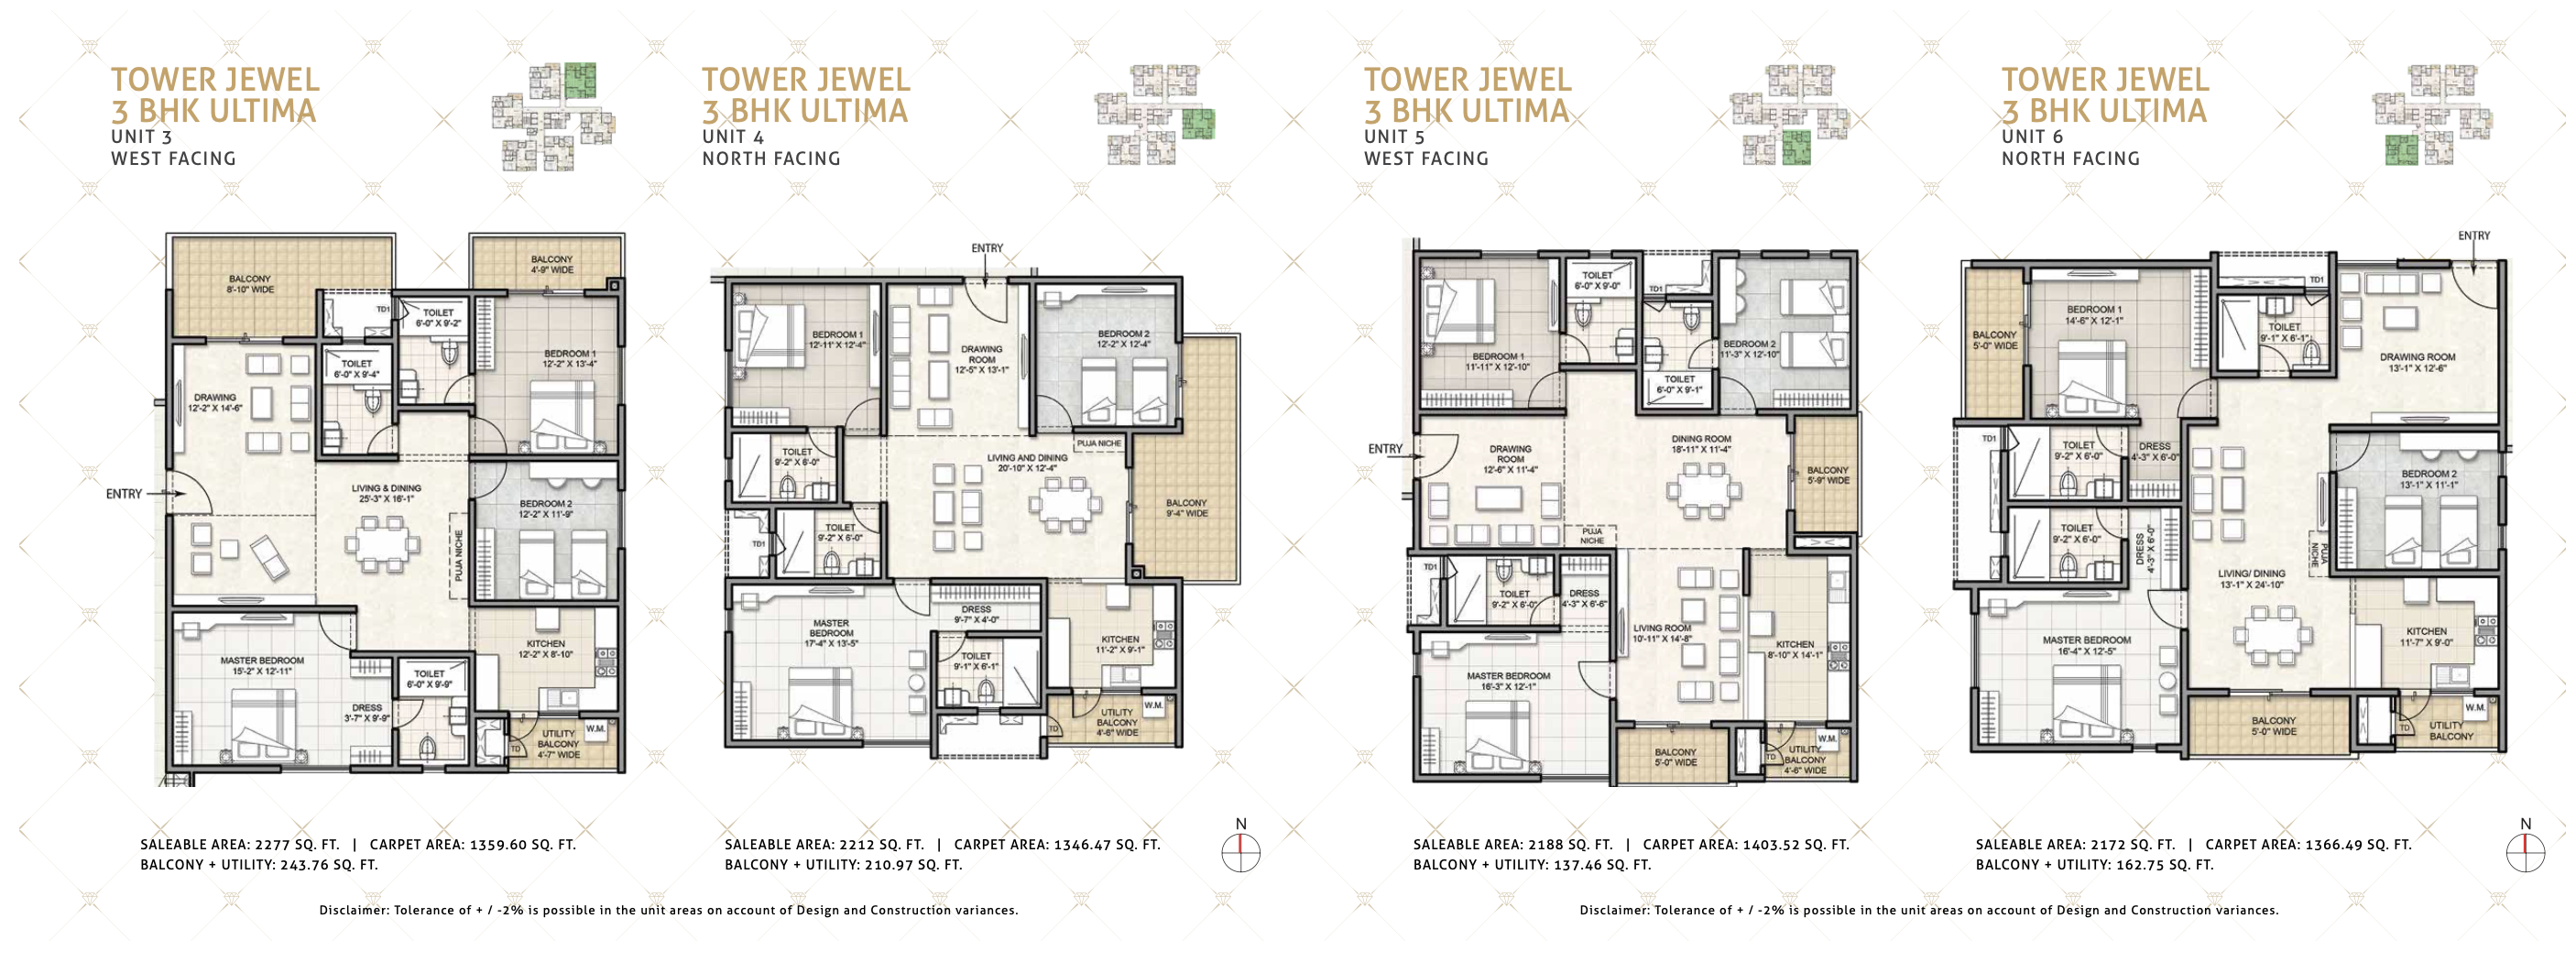 TOWER JEWEL
3 BHK ULTIMA
UNIT 3
WEST FACING
BALCONY
8'-10" WIDE
BALCONY
4'-9" WIDE
TD1
TOILET
6'-0" X 9'-2"
TOILET
6'-0" X 9'-4"
BEDROOM 1
12'-2" X 13'-4"
DRAWING
12'-2" X 14'-6"
ENTRY
LIVING & DINING
25'-3" X 16'-1"
BEDROOM 2
12'-2" X 11'-9"
PUJA NICHE
MASTER BEDROOM
15'-2" X 12'-11"
TOILET
6'-0" X 9'-9"
KITCHEN
12'-2" X 8'-10"
DRESS
3'-7" X 9'-9"
TD
UTILITY
BALCONY
4'-7" WIDE
W.M.
SALEABLE AREA: 2277 SQ. FT. | CARPET AREA: 1359.60 SQ. FT.
BALCONY + UTILITY: 243.76 SQ. FT.
TOWER JEWEL
3 BHK ULTIMA
UNIT 4
NORTH FACING
ENTRY
BEDROOM 1
12'-11" X 12'-4"
DRAWING
ROOM
12'-5" X 13'-1"
BEDROOM 2
12'-2" X 12'-4"
PUJA NICHE
TOILET
9'-2" X 6'-0"
LIVING AND DINING
20'-10" X 12'-4"
BALCONY
9'-4" WIDE
TD1
TOILET
9'-2" X 6'-0"
MASTER
BEDROOM
17'-4" X 13'-5"
DRESS
9'-7" X 4'-0"
TOILET
9'-1" X 6'-1"
KITCHEN
11'-2" X 9'-1"
TD
UTILITY
BALCONY
4'-6" WIDE
W.M.
SALEABLE AREA: 2212 SQ. FT. | CARPET AREA: 1346.47 SQ. FT.
BALCONY + UTILITY: 210.97 SQ. FT.
N
Disclaimer: Tolerance of + / -2% is possible in the unit areas on account of Design and Construction variances.
TOWER JEWEL
3 BHK ULTIMA
UNIT 5
WEST FACING
TOILET
6'-0" X 9'-0"
TD1
BEDROOM 1
11'-11" X 12'-10"
TOILET
6'-0" X 9'-1"
BEDROOM 2
11'-3" X 12'-10"
ENTRY
DRAWING
ROOM
12'-6" X 11'-4"
DINING ROOM
18'-11" X 11'-4"
BALCONY
5'-9" WIDE
PUJA
NICHE
TD1
TOILET
9'-2" X 6'-0"
DRESS
4'-3" X 6'-6"
LIVING ROOM
10'-11" X 14'-8"
KITCHEN
8'-10" X 14'-1"
MASTER BEDROOM
16'-3" X 12'-1"
BALCONY
5'-0" WIDE
TD
UTILITY
BALCONY
4'-6" WIDE
W.M.
SALEABLE AREA: 2188 SQ. FT. | CARPET AREA: 1403.52 SQ. FT.
BALCONY + UTILITY: 137.46 SQ. FT.
TOWER JEWEL
3 BHK ULTIMA
UNIT 6
NORTH FACING
ENTRY
TD1
BALCONY
5'-0" WIDE
BEDROOM 1
14'-6" X 12'-1"
TOILET
9'-1" X 6'-1"
DRAWING ROOM
13'-1" X 12'-6"
TD1
TOILET
9'-2" X 6'-0"
DRESS
4'-3" X 6'-0"
BEDROOM 2
13'-1" X 11'-1"
TOILET
9'-2" X 6'-0"
DRESS
4'-3" X 6'-0"
PUJA
NICHE
LIVING/ DINING
13'-1" X 24'-10"
MASTER BEDROOM
16'-4" X 12'-5"
KITCHEN
11'-7" X 9'-0"
BALCONY
5'-0" WIDE
TD
UTILITY
BALCONY
W.M.
SALEABLE AREA: 2172 SQ. FT. | CARPET AREA: 1366.49 SQ. FT.
BALCONY + UTILITY: 162.75 SQ. FT.
N
Disclaimer: Tolerance of + / -2% is possible in the unit areas on account of Design and Construction variances.